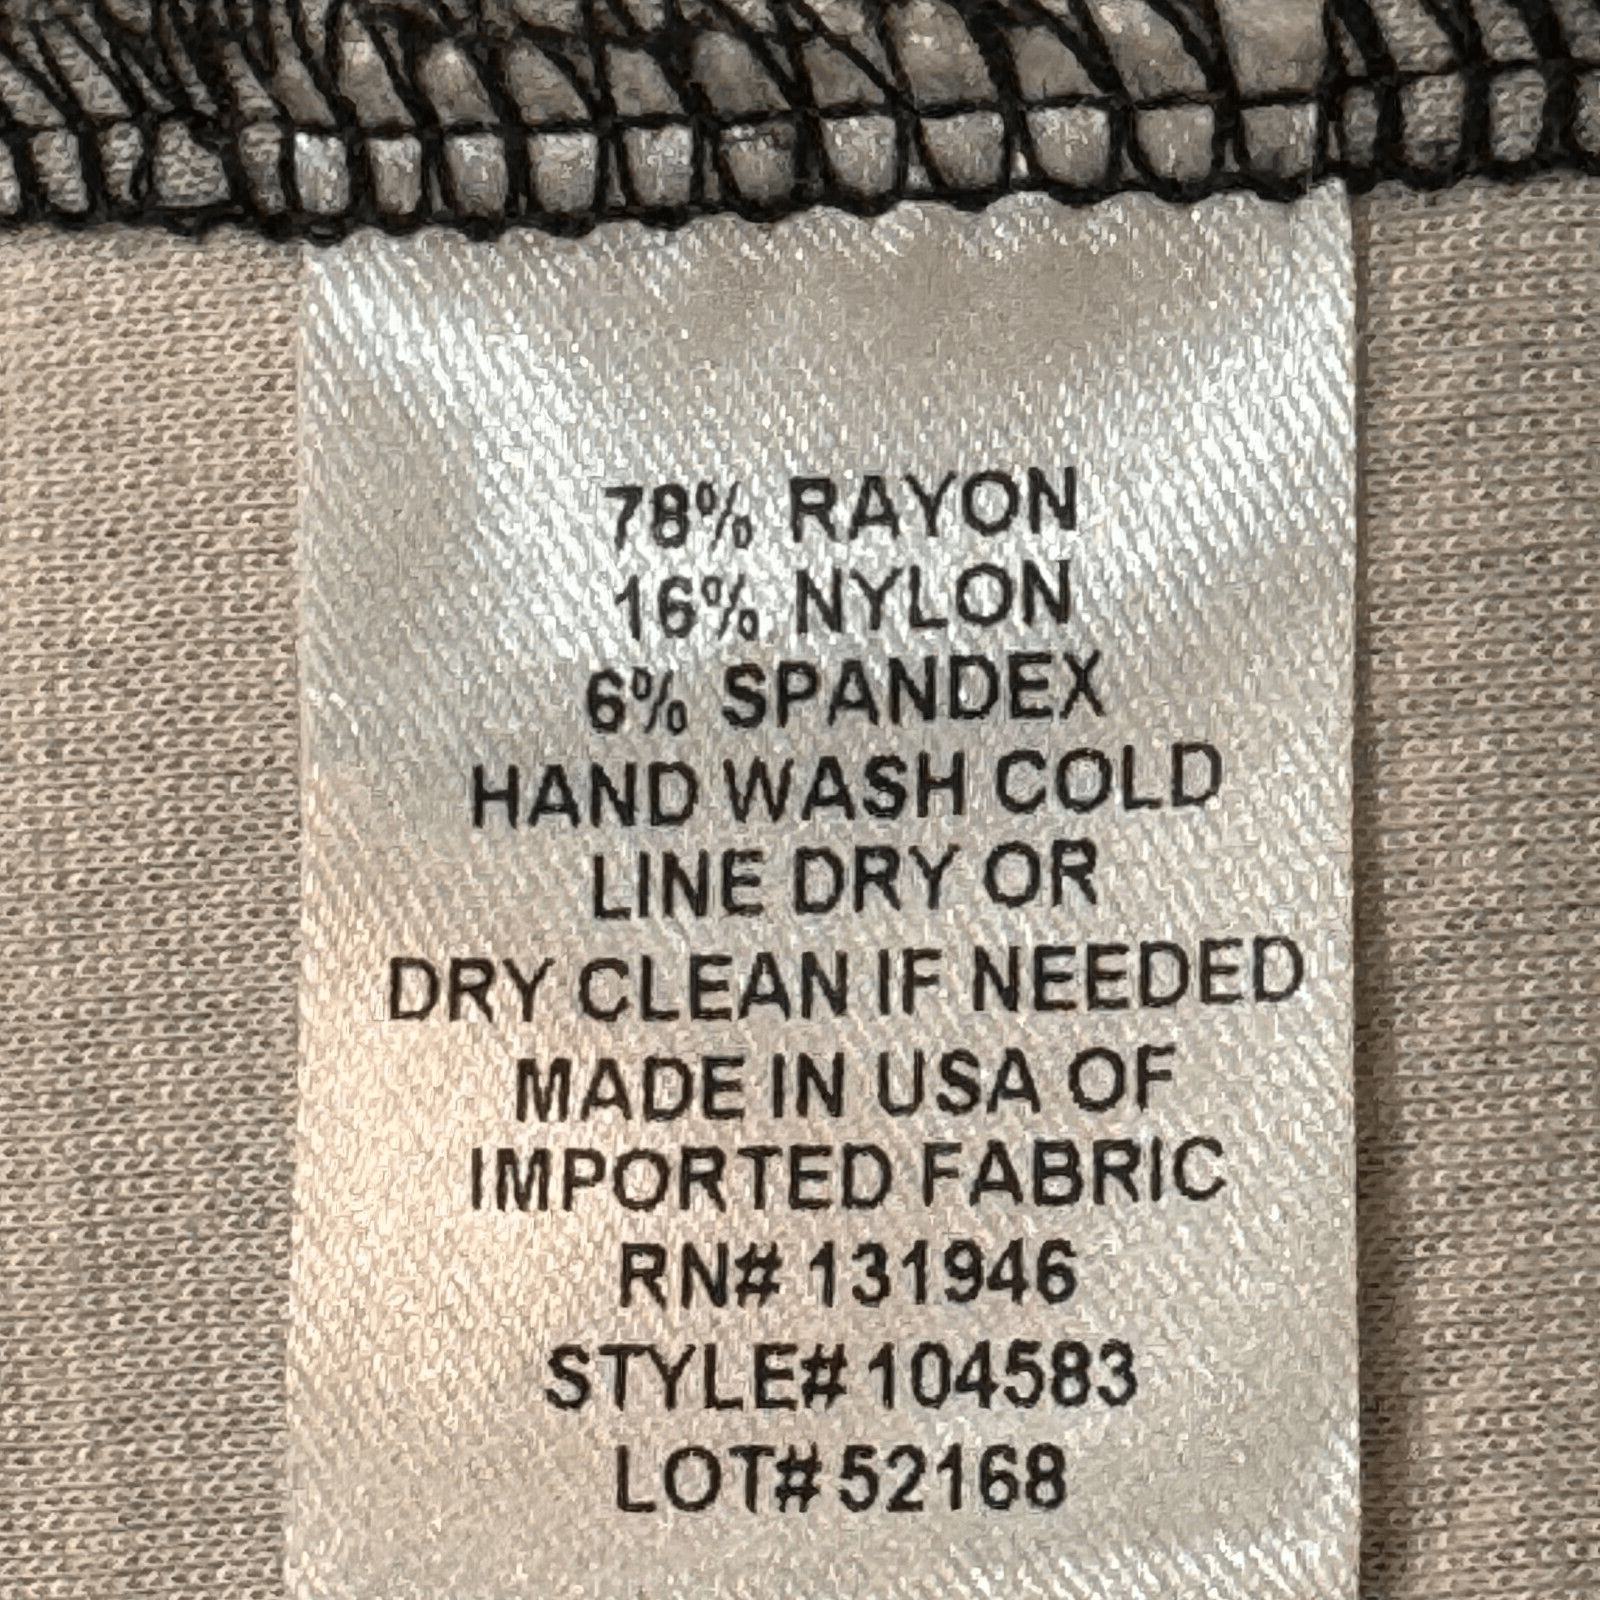 78% RAYON
16% NYLON
6% SPANDEX
HAND WASH COLD
LINE DRY OR
DRY CLEAN IF NEEDED
MADE IN USA OF
IMPORTED FABRIC
RN# 131946
STYLE# 104583
LOT# 52168